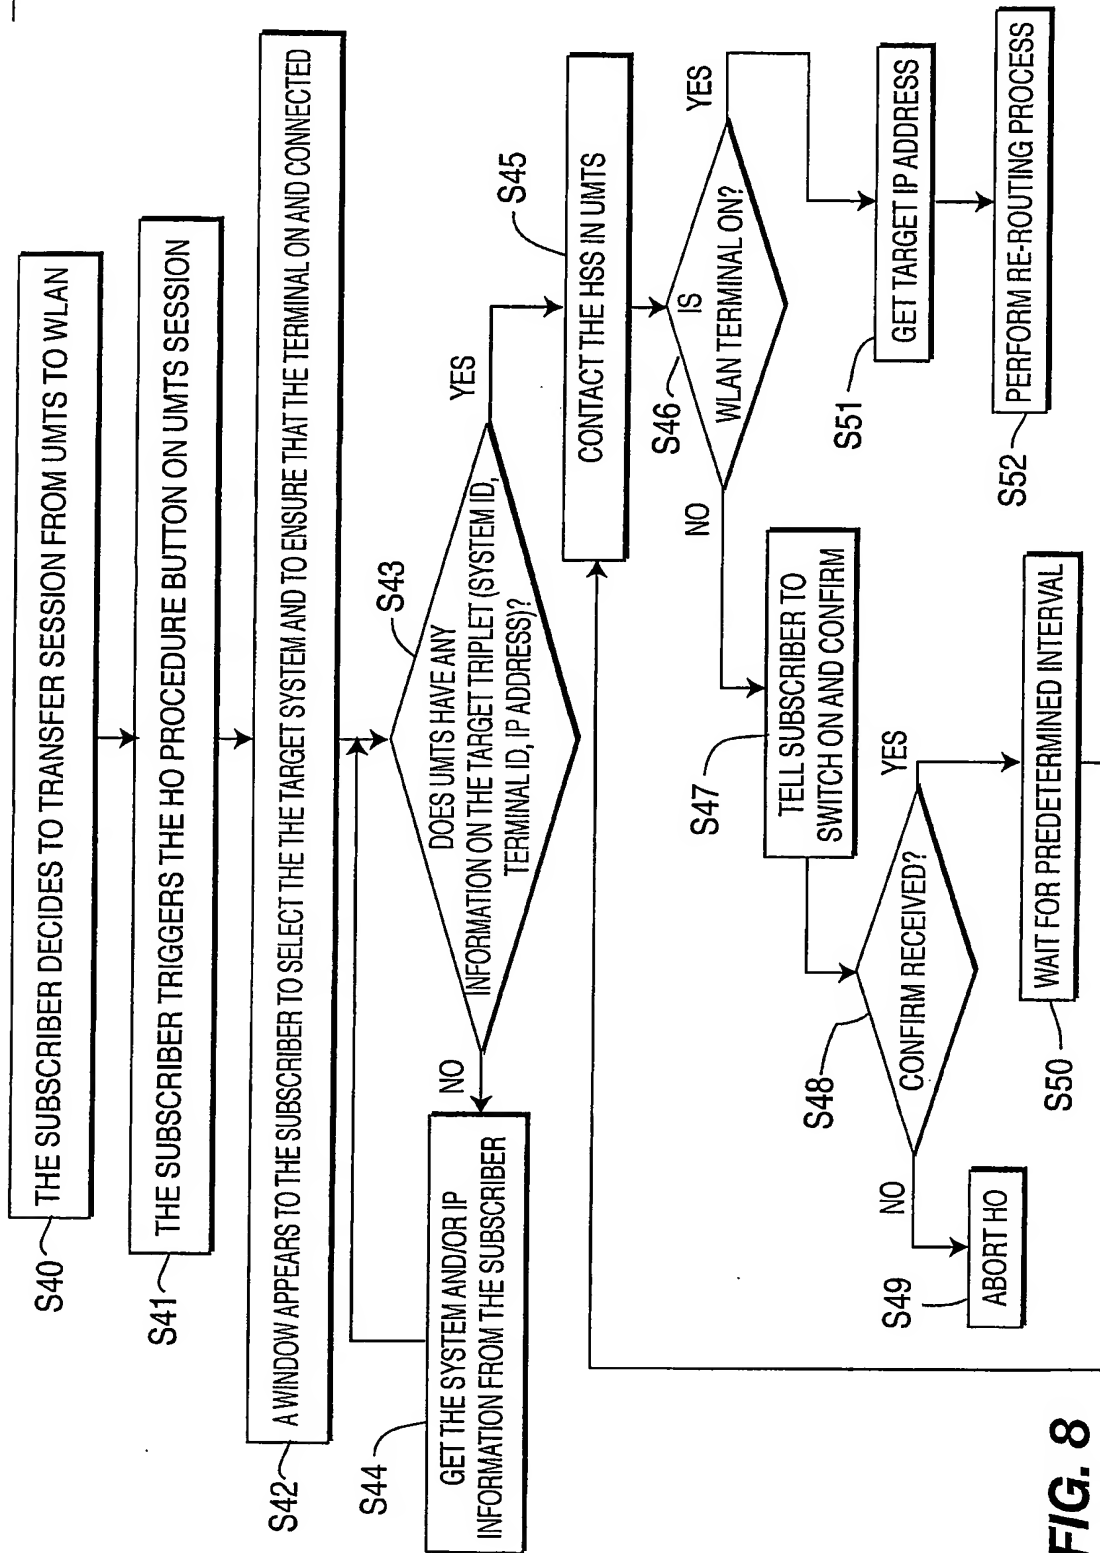 S40
THE SUBSCRIBER DECIDES TO TRANSFER SESSION FROM UMTS TO WLAN
S41
THE SUBSCRIBER TRIGGERS THE HO PROCEDURE BUTTON ON UMTS SESSION
S42
A WINDOW APPEARS TO THE SUBSCRIBER TO SELECT THE THE TARGET SYSTEM AND TO ENSURE THAT THE TERMINAL ON AND CONNECTED
S43
DOES UMTS HAVE ANY
INFORMATION ON THE TARGET TRIPLET (SYSTEM ID,
TERMINAL ID, IP ADDRESS)?
NO
YES
S44
GET THE SYSTEM AND/OR IP
INFORMATION FROM THE SUBSCRIBER
S45
CONTACT THE HSS IN UMTS
S46
IS
WLAN TERMINAL ON?
NO
YES
S47
TELL SUBSCRIBER TO
SWITCH ON AND CONFIRM
S48
CONFIRM RECEIVED?
NO
YES
S49
ABORT HO
S50
WAIT FOR PREDETERMINED INTERVAL
S51
GET TARGET IP ADDRESS
S52
PERFORM RE-ROUTING PROCESS
FIG. 8